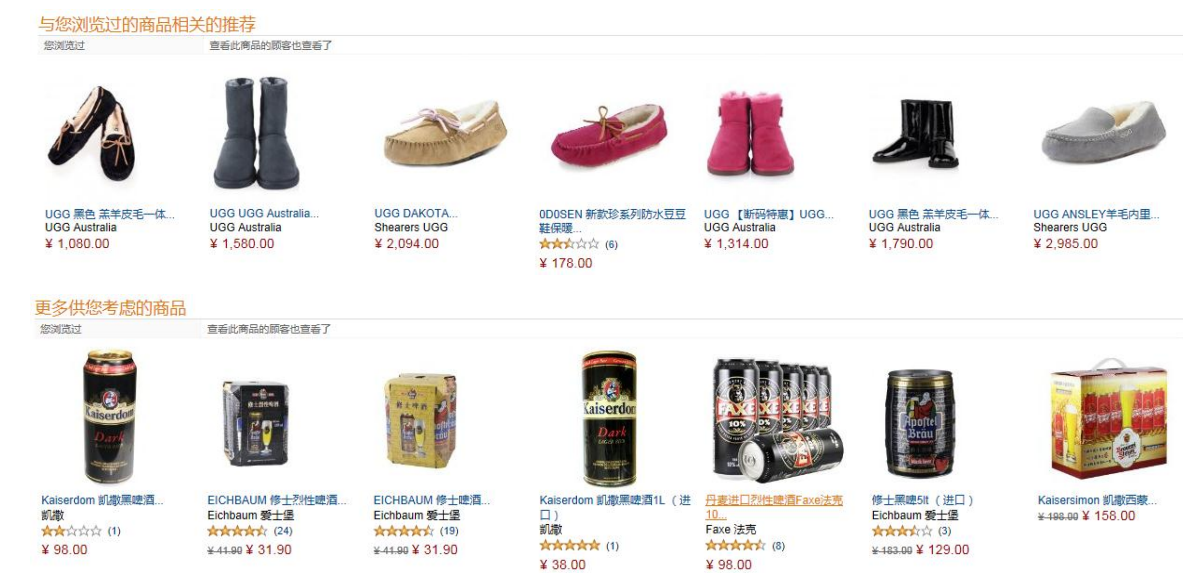 与您浏览过的商品相关的推荐
您浏览过 查看此商品的顾客也查看了
UGG 黑色 羔羊皮毛一体...
UGG Australia
¥ 1,080.00
UGG UGG Australia...
UGG Australia
¥ 1,580.00
UGG DAKOTA...
Shearers UGG
¥ 2,094.00
0D0SEN 新款珍系列防水豆豆
鞋保暖...
(6)
¥ 178.00
UGG 【断码特惠】UGG...
UGG Australia
¥ 1,314.00
UGG 黑色 羔羊皮毛一体...
UGG Australia
¥ 1,790.00
UGG ANSLEY羊毛内里...
Shearers UGG
¥ 2,985.00
更多供您考虑的商品
您浏览过 查看此商品的顾客也查看了
Kaiserdom
Dark
修士啤酒
Kaiserdom
Dark
FAXE
10%
Apostel
Bräu
Kaiserdom 凯撒黑啤酒...
凯撒
(1)
¥ 98.00
EICHBAUM 修士烈性啤酒...
Eichbaum 爱士堡
(24)
¥ 41.90 ¥ 31.90
EICHBAUM 修士啤酒...
Eichbaum 爱士堡
(19)
¥ 41.90 ¥ 31.90
Kaiserdom 凯撒黑啤酒1L（进
口）
凯撒
(1)
¥ 38.00
丹麦进口烈性啤酒Faxe法克
10...
Faxe 法克
(8)
¥ 98.00
修士黑啤5lt （进口）
Eichbaum 爱士堡
(3)
¥ 183.00 ¥ 129.00
Kaisersimon 凯撒西蒙...
¥ 198.00 ¥ 158.00